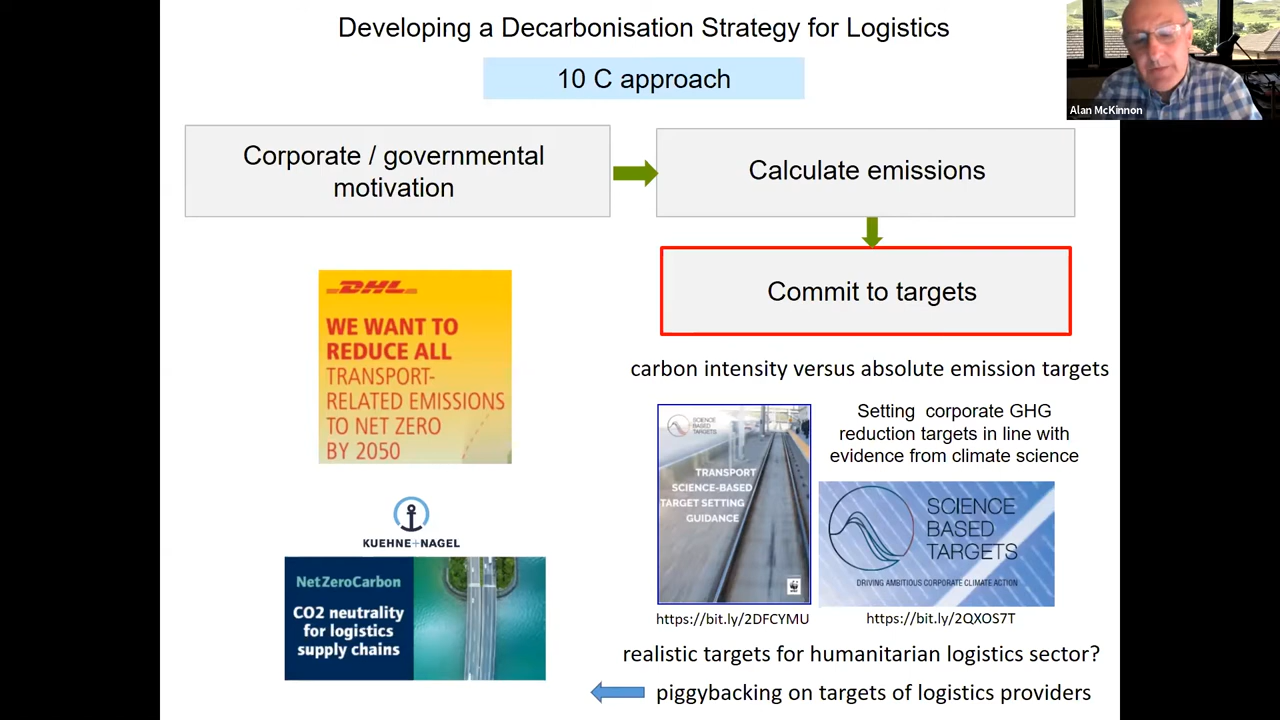 Developing a Decarbonisation Strategy for Logistics
10 C approach
Alan McKinnon
Corporate / governmental
motivation
Calculate emissions
Commit to targets
DHL
WE WANT TO
REDUCE ALL
TRANSPORT-
RELATED EMISSIONS
TO NET ZERO
BY 2050
KUEHNE+NAGEL
NetZeroCarbon
CO2 neutrality
for logistics
supply chains
carbon intensity versus absolute emission targets
SCIENCE
BASED
TARGETS
TRANSPORT
SCIENCE-BASED
TARGET SETTING
GUIDANCE
WWF
https://bit.ly/2DFCYMU
Setting corporate GHG
reduction targets in line with
evidence from climate science
SCIENCE
BASED
TARGETS
DRIVING AMBITIOUS CORPORATE CLIMATE ACTION
https://bit.ly/2QXOS7T
realistic targets for humanitarian logistics sector?
piggybacking on targets of logistics providers